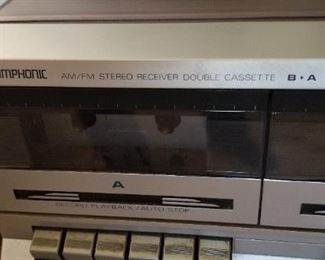 MPHONIC AM/FM STEREO RECEIVER DOUBLE CASSETTE B•A
A
RECORD PLAYBACK/AUTO STOP